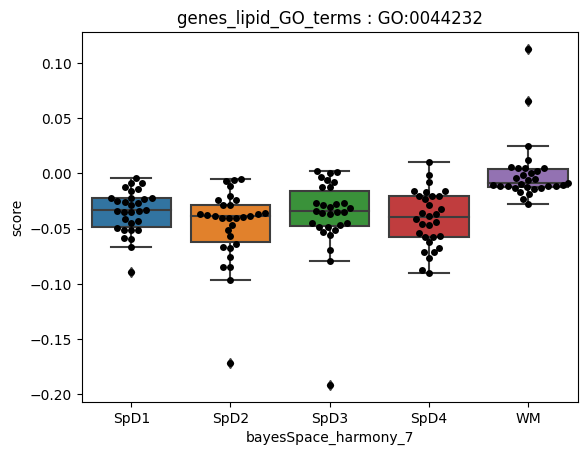 genes_lipid_GO_terms : GO:0044232
0.10
0.05
0.00
−0.05
−0.10
−0.15
−0.20
score
SpD1 SpD2 SpD3 SpD4 WM
bayesSpace_harmony_7